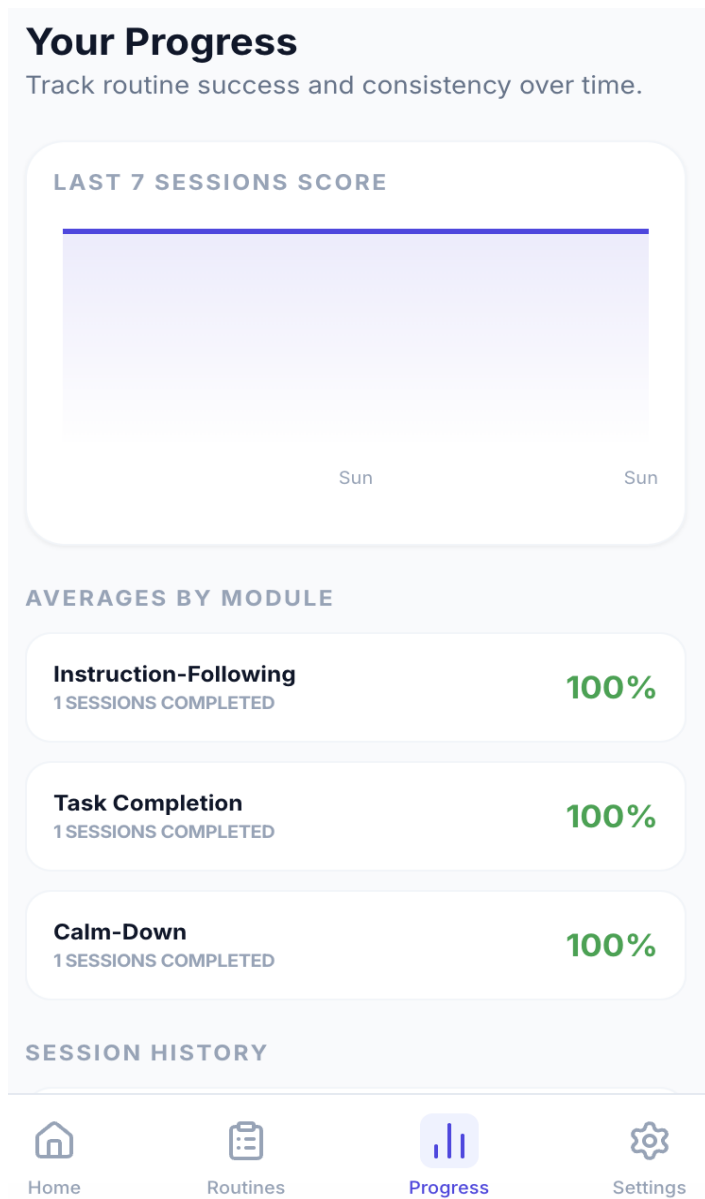 Your Progress
Track routine success and consistency over time.
LAST 7 SESSIONS SCORE
Sun Sun
AVERAGES BY MODULE
Instruction-Following
1 SESSIONS COMPLETED
100%
Task Completion
1 SESSIONS COMPLETED
100%
Calm-Down
1 SESSIONS COMPLETED
100%
SESSION HISTORY
Home Routines Progress Settings